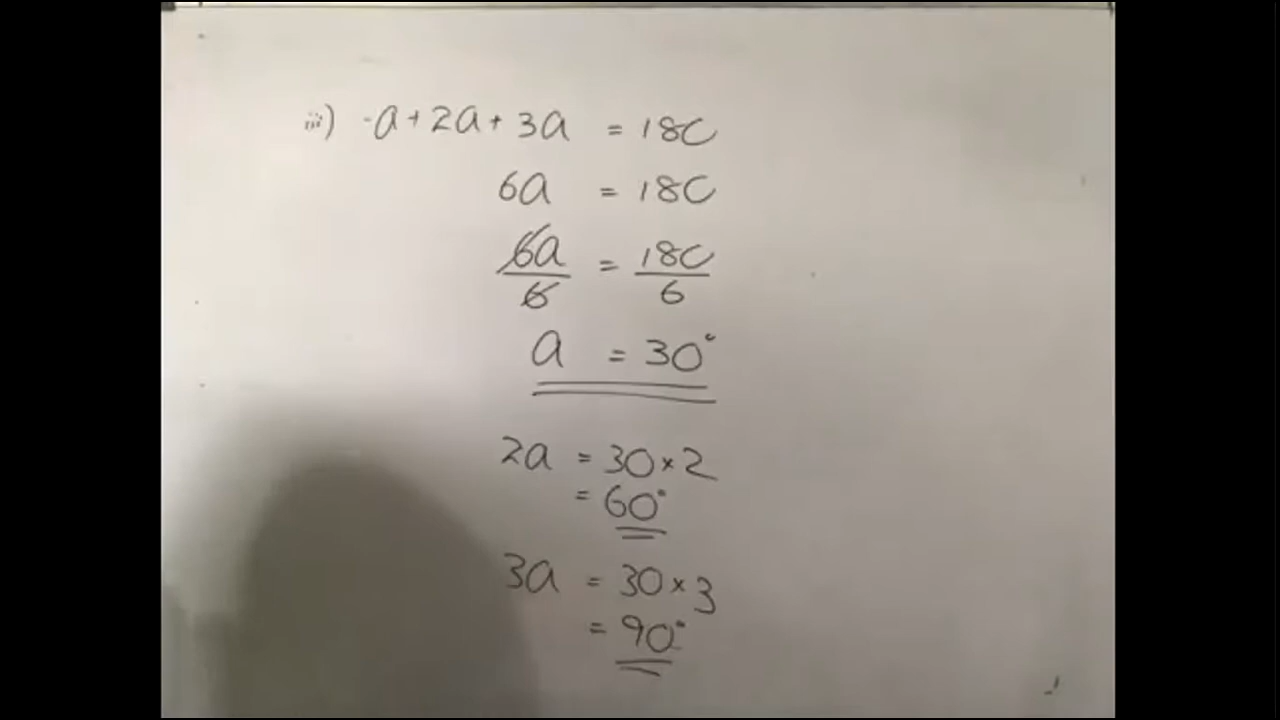 iii) a + 2a + 3a = 180
6a = 180
6a/6 = 180/6
a = 30°
2a = 30 × 2
= 60°
3a = 30 × 3
= 90°